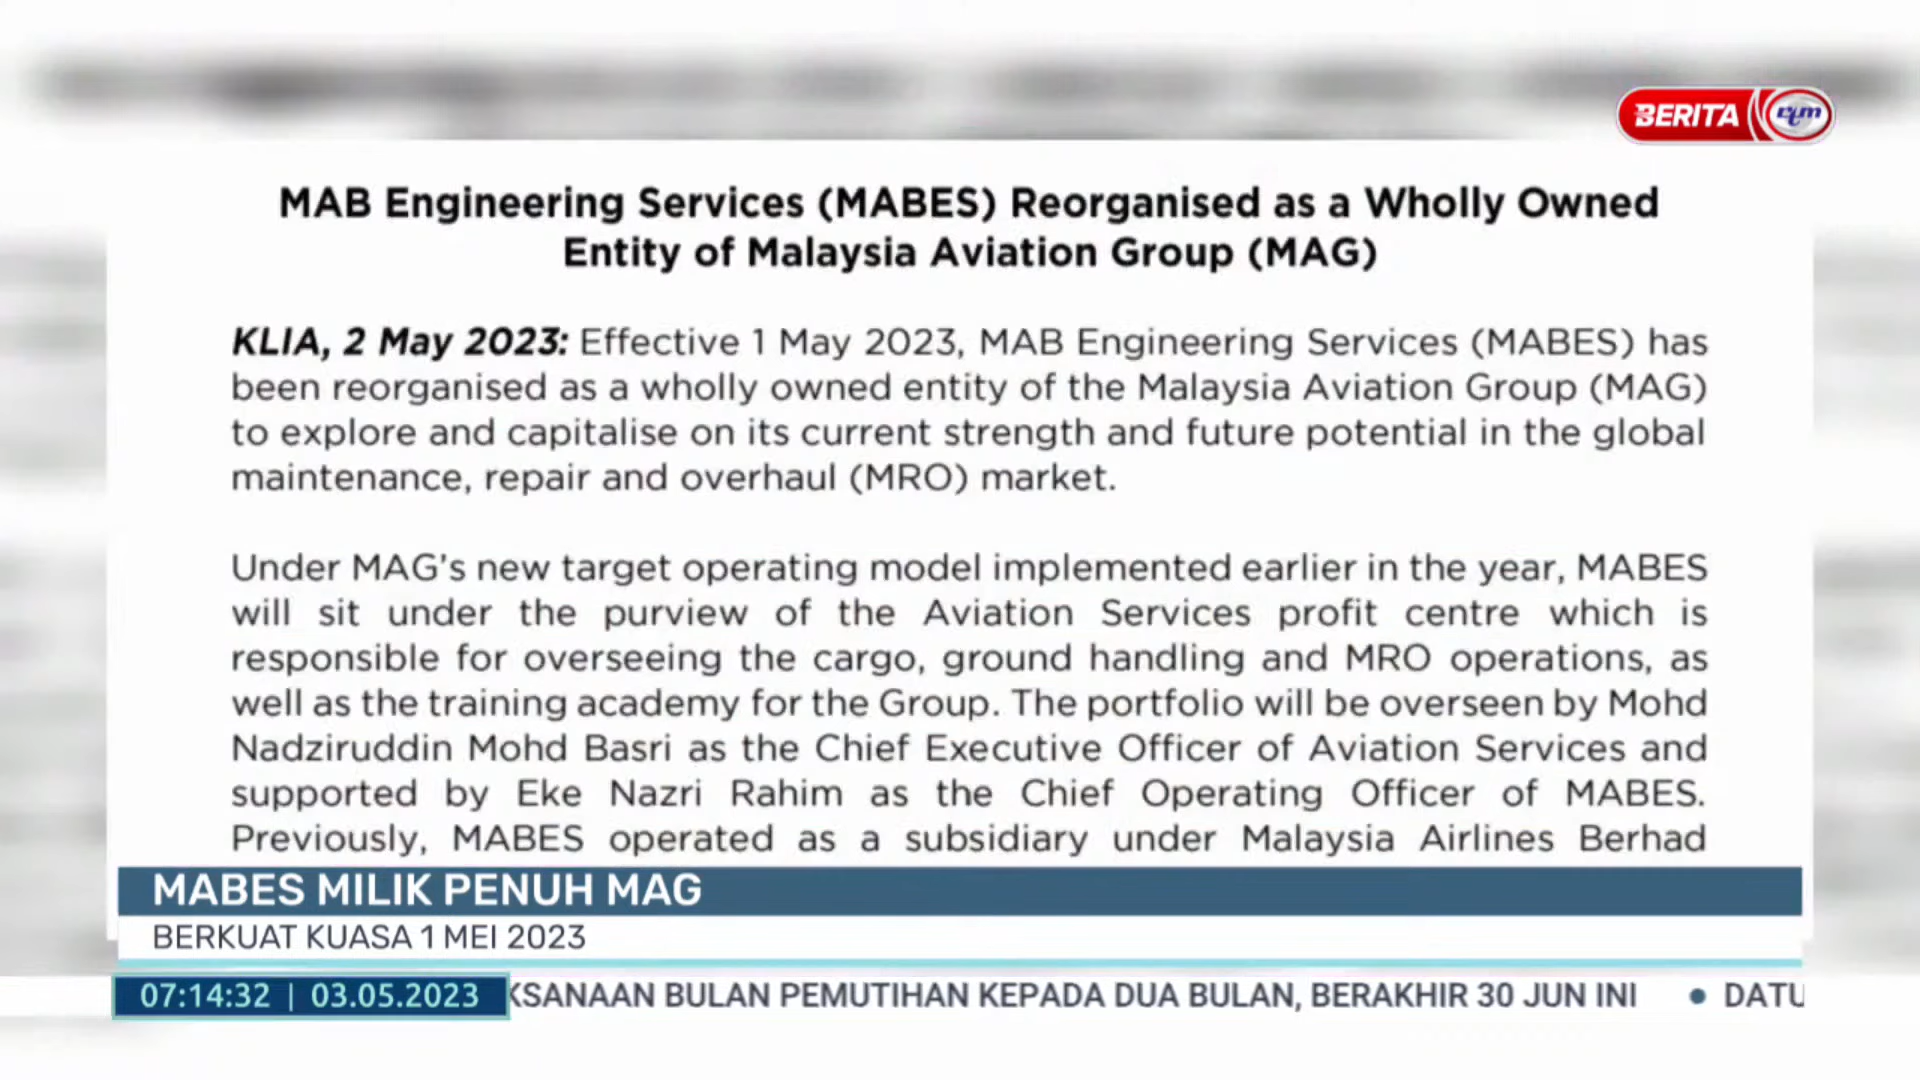 BERITA rtm
MAB Engineering Services (MABES) Reorganised as a Wholly Owned
Entity of Malaysia Aviation Group (MAG)
KLIA, 2 May 2023: Effective 1 May 2023, MAB Engineering Services (MABES) has
been reorganised as a wholly owned entity of the Malaysia Aviation Group (MAG)
to explore and capitalise on its current strength and future potential in the global
maintenance, repair and overhaul (MRO) market.
Under MAG's new target operating model implemented earlier in the year, MABES
will sit under the purview of the Aviation Services profit centre which is
responsible for overseeing the cargo, ground handling and MRO operations, as
well as the training academy for the Group. The portfolio will be overseen by Mohd
Nadziruddin Mohd Basri as the Chief Executive Officer of Aviation Services and
supported by Eke Nazri Rahim as the Chief Operating Officer of MABES.
Previously, MABES operated as a subsidiary under Malaysia Airlines Berhad
MABES MILIK PENUH MAG
BERKUAT KUASA 1 MEI 2023
07:14:32 | 03.05.2023 KSANAAN BULAN PEMUTIHAN KEPADA DUA BULAN, BERAKHIR 30 JUN INI • DATU